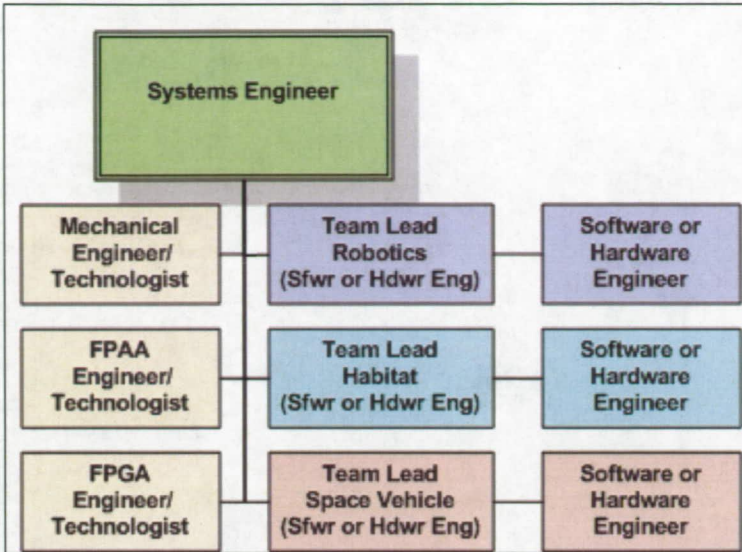 Systems Engineer
Mechanical
Engineer/
Technologist
Team Lead
Robotics
(Sfwr or Hdwr Eng)
Software or
Hardware
Engineer
FPAA
Engineer/
Technologist
Team Lead
Habitat
(Sfwr or Hdwr Eng)
Software or
Hardware
Engineer
FPGA
Engineer/
Technologist
Team Lead
Space Vehicle
(Sfwr or Hdwr Eng)
Software or
Hardware
Engineer